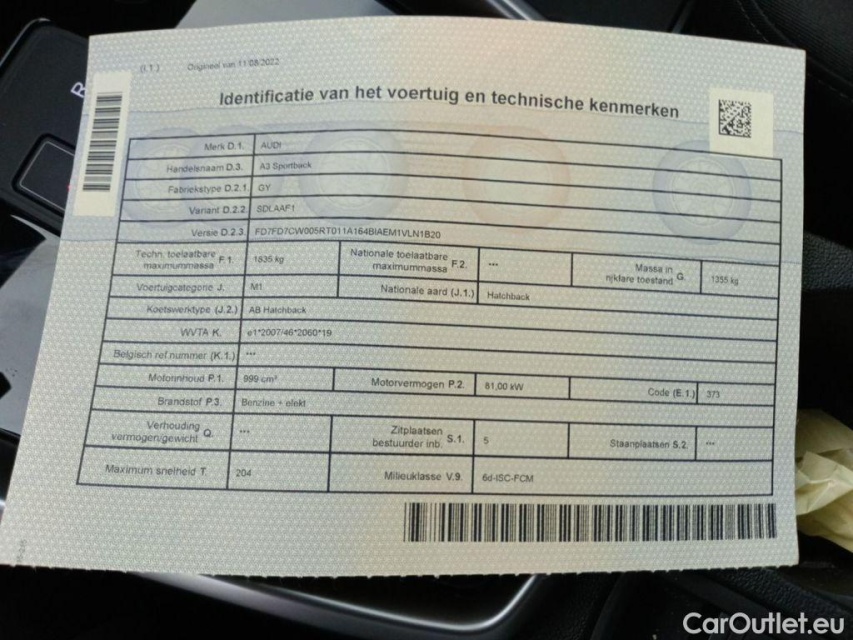 (I.1.) Origineel van 11/08/2022
R
Identificatie van het voertuig en technische kenmerken
Merk D.1. AUDI
Handelsnaam D.3. A3 Sportback
Fabriekstype D.2.1. GY
Variant D.2.2. SDLAAF1
Versie D.2.3. FD7FD7CW005RT011A164BIAEM1VLN1B20
Techn. toelaatbare maximummassa F.1. 1835 kg Nationale toelaatbare maximummassa F.2. --- Massa in rijklare toestand G. 1355 kg
Voertuigcategorie J. M1 Nationale aard (J.1.) Hatchback
Koetswerktype (J.2.) AB Hatchback
WVTA K. e1*2007/46*2060*19
Belgisch ref nummer (K.1.) ---
Motorinhoud P.1. 999 cm³ Motorvermogen P.2. 81,00 kW Code (E.1.) 373
Brandstof P.3. Benzine + elekt
Verhouding vermogen/gewicht Q. --- Zitplaatsen bestuurder inb. S.1. 5 Staanplaatsen S.2. ---
Maximum snelheid T. 204 Milieuklasse V.9. 6d-ISC-FCM
CarOutlet.eu